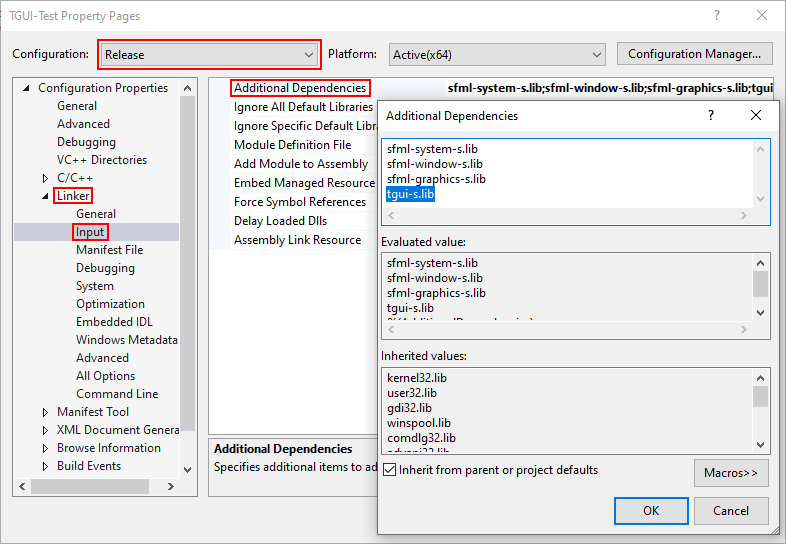 TGUI-Test Property Pages
Configuration: Release Platform: Active(x64) Configuration Manager...
Configuration Properties
General
Advanced
Debugging
VC++ Directories
C/C++
Linker
General
Input
Manifest File
Debugging
System
Optimization
Embedded IDL
Windows Metadata
Advanced
All Options
Command Line
Manifest Tool
XML Document Genera
Browse Information
Build Events
Additional Dependencies sfml-system-s.lib;sfml-window-s.lib;sfml-graphics-s.lib;tgui
Ignore All Default Libraries
Ignore Specific Default Libra
Module Definition File
Add Module to Assembly
Embed Managed Resource
Force Symbol References
Delay Loaded Dlls
Assembly Link Resource
Additional Dependencies
Specifies additional items to ad
Additional Dependencies
sfml-system-s.lib
sfml-window-s.lib
sfml-graphics-s.lib
tgui-s.lib
Evaluated value:
sfml-system-s.lib
sfml-window-s.lib
sfml-graphics-s.lib
tgui-s.lib
Inherited values:
kernel32.lib
user32.lib
gdi32.lib
winspool.lib
comdlg32.lib
Inherit from parent or project defaults
Macros>>
OK Cancel